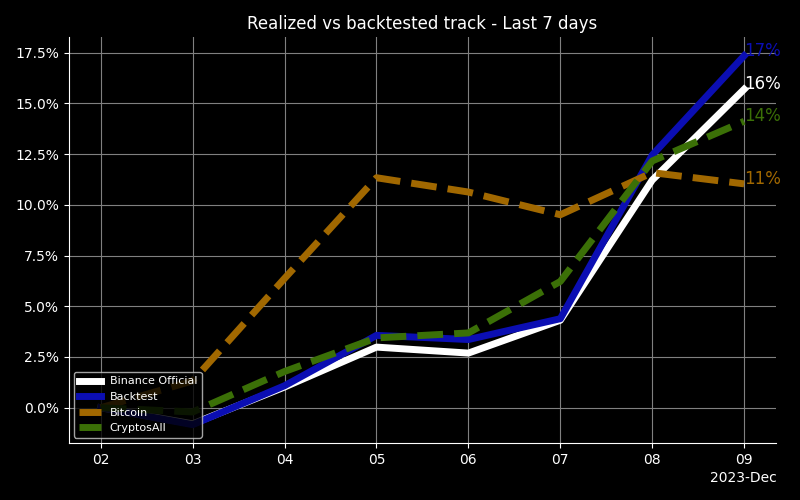 Realized vs backtested track - Last 7 days
17.5%
15.0%
12.5%
10.0%
7.5%
5.0%
2.5%
0.0%
17%
16%
14%
11%
Binance Official
Backtest
Bitcoin
CryptosAll
02 03 04 05 06 07 08 09
2023-Dec